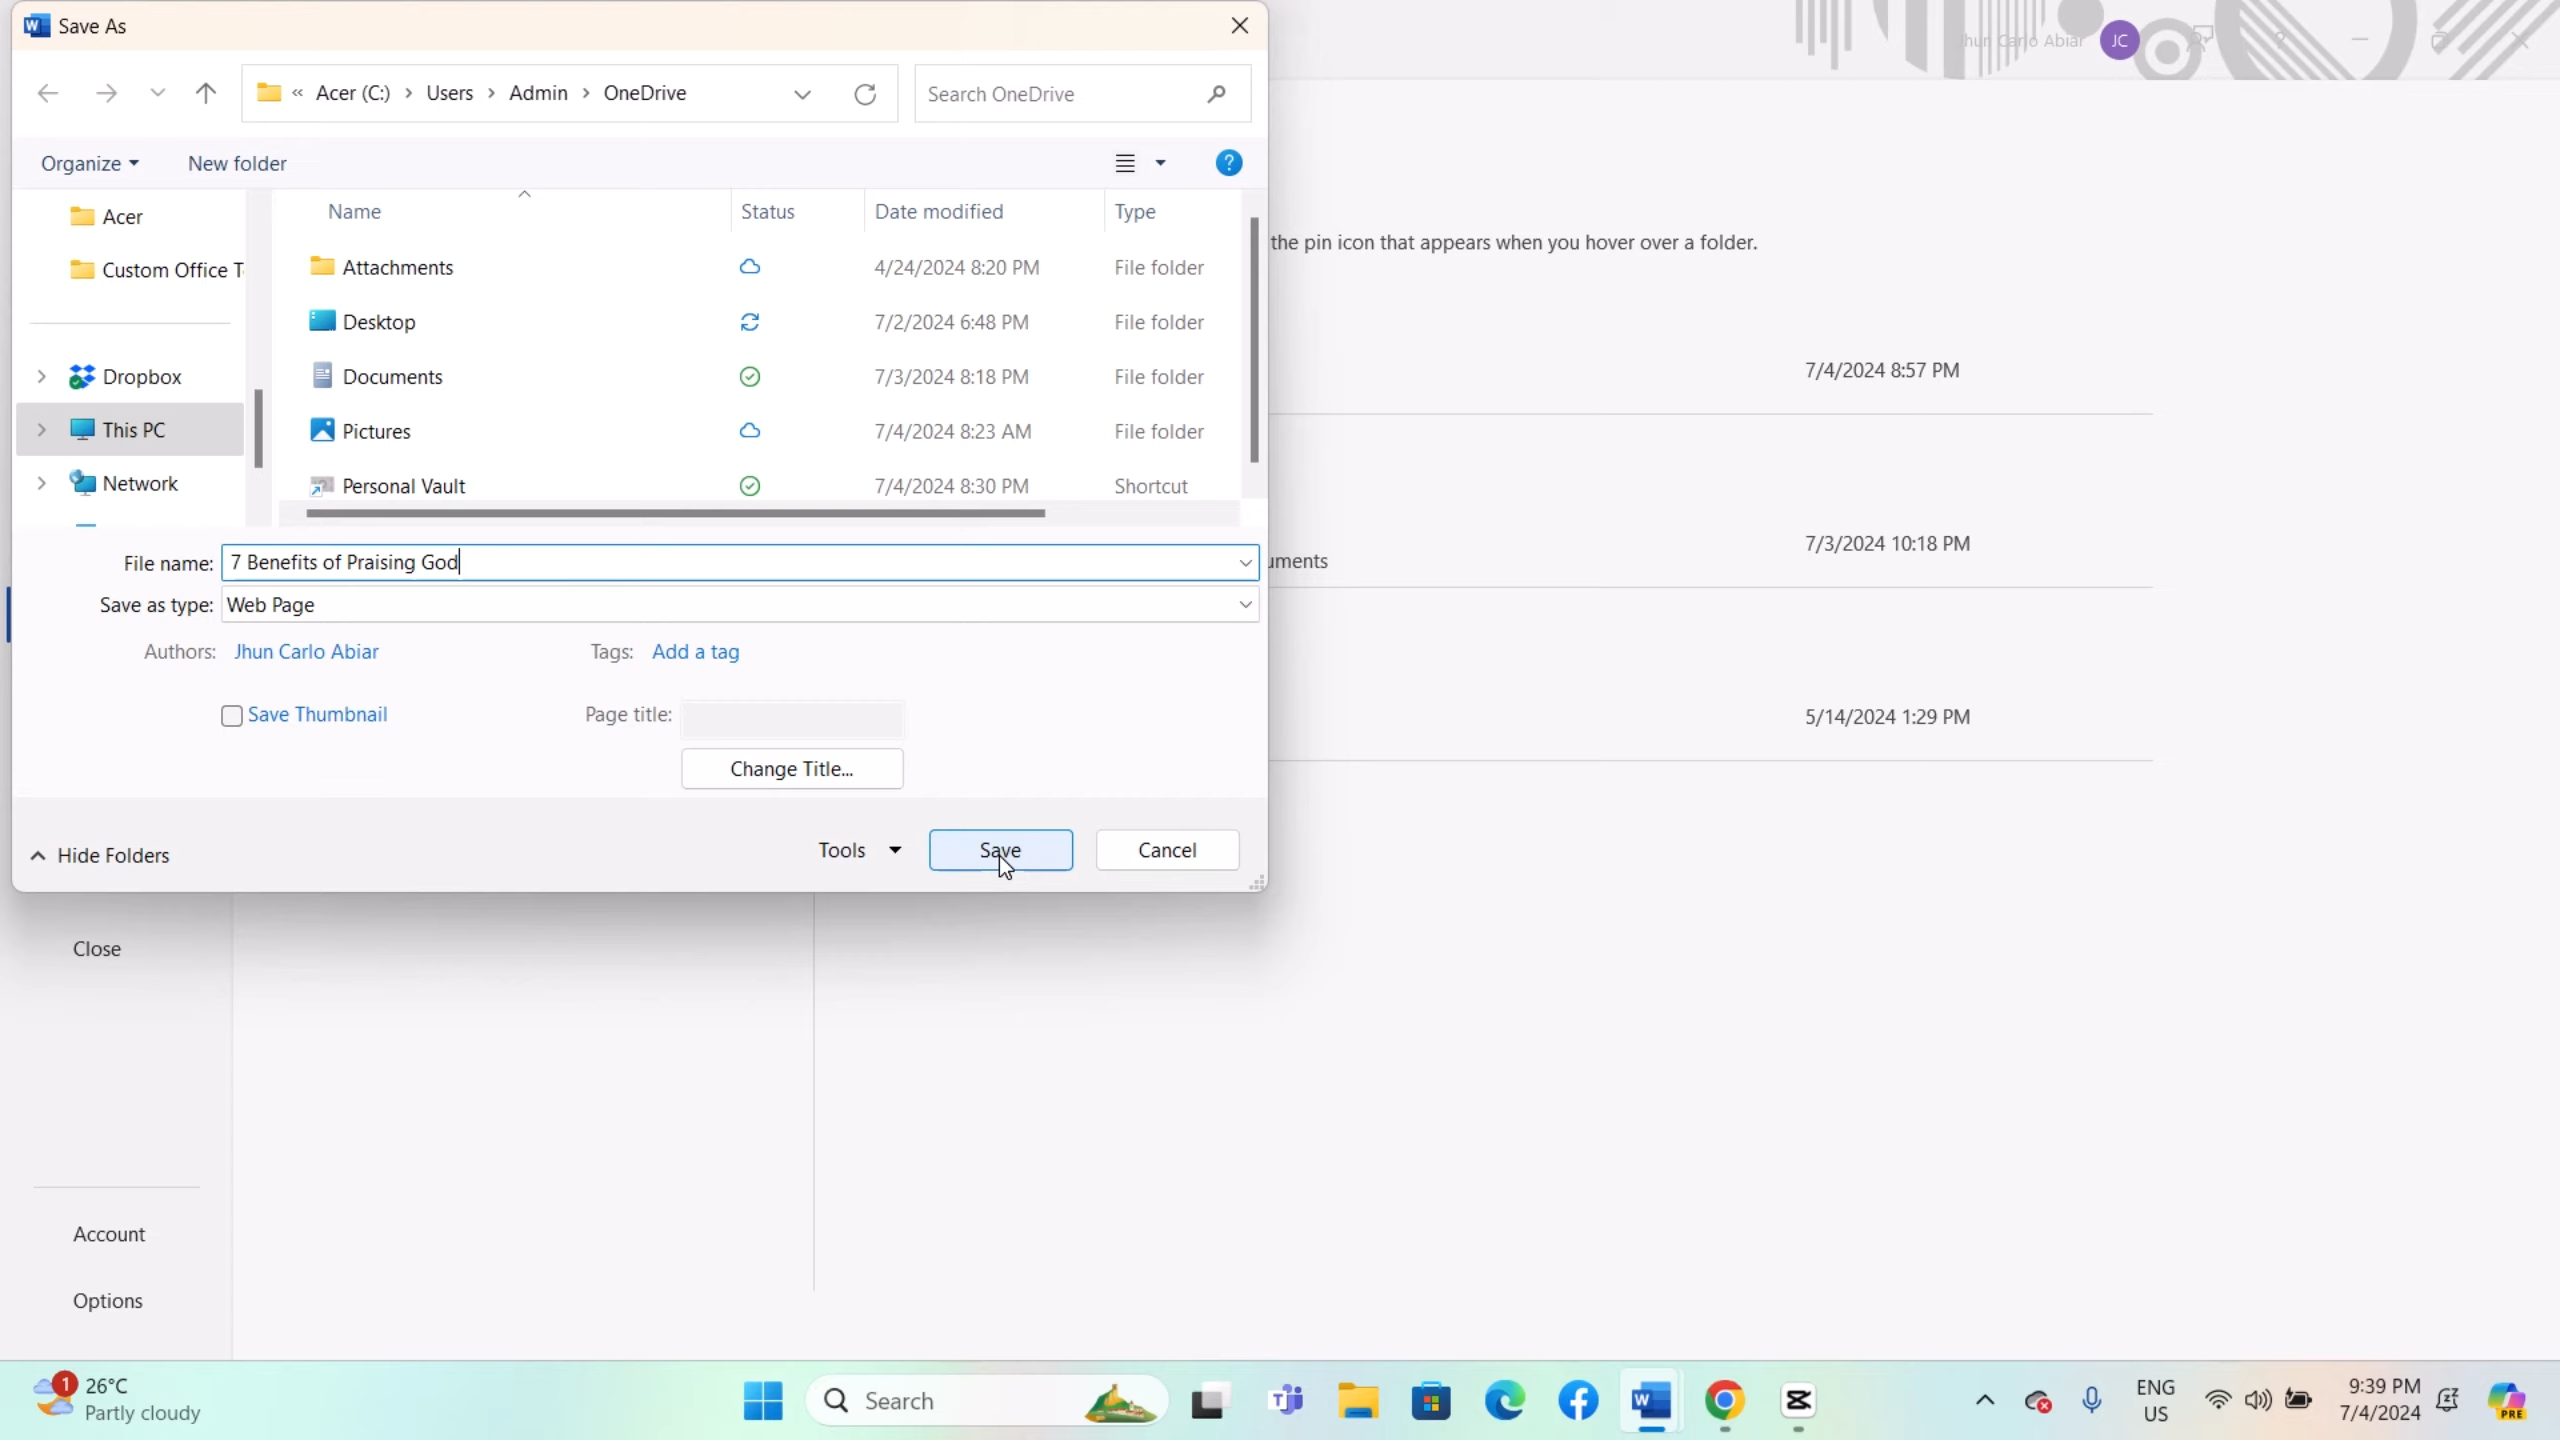 Save As
Jhun Carlo Abiar JC
« Acer (C:) > Users > Admin > OneDrive
Search OneDrive
Organize
New folder
Name
Status
Date modified
Type
Acer
Custom Office T
Dropbox
This PC
Network
Attachments 4/24/2024 8:20 PM File folder
Desktop 7/2/2024 6:48 PM File folder
Documents 7/3/2024 8:18 PM File folder
Pictures 7/4/2024 8:23 AM File folder
Personal Vault 7/4/2024 8:30 PM Shortcut
the pin icon that appears when you hover over a folder.
7/4/2024 8:57 PM
7/3/2024 10:18 PM
uments
5/14/2024 1:29 PM
File name: 7 Benefits of Praising God
Save as type: Web Page
Authors: Jhun Carlo Abiar
Tags: Add a tag
Save Thumbnail
Page title:
Change Title...
Hide Folders
Tools
Save
Cancel
Close
Account
Options
1
26°C
Partly cloudy
Search
ENG
US
9:39 PM
7/4/2024
PRE